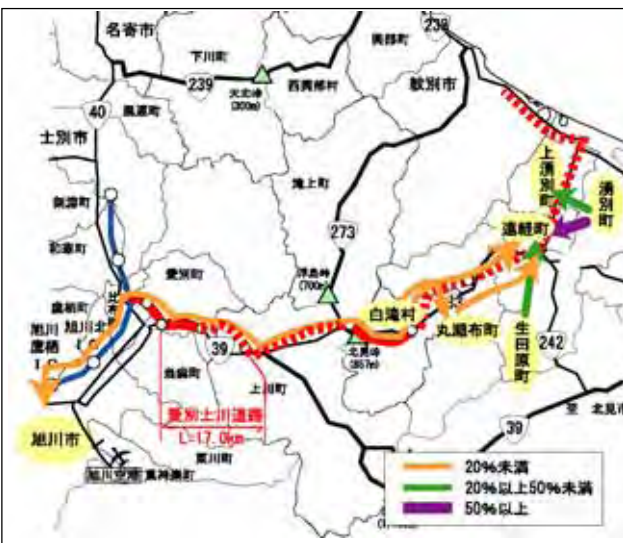 名寄市
下川町
興部町
238
239
天北峠
(300m)
西興部村
紋別市
40
風連町
士別市
上湧別町
湧別町
剣淵町
滝上町
遠軽町
和寒町
273
愛別町
浮島峠
(700m)
白滝村
鷹栖町
比布
丸瀬布町
生田原町
旭川
鷹栖
IC
旭川北
IC
39
北見峠
(857m)
242
当麻町
上川町
愛別上川道路
L=17.0km
至 北見市
39
旭川市
東川町
旭川空港
東神楽町
20%未満
20%以上50%未満
50%以上